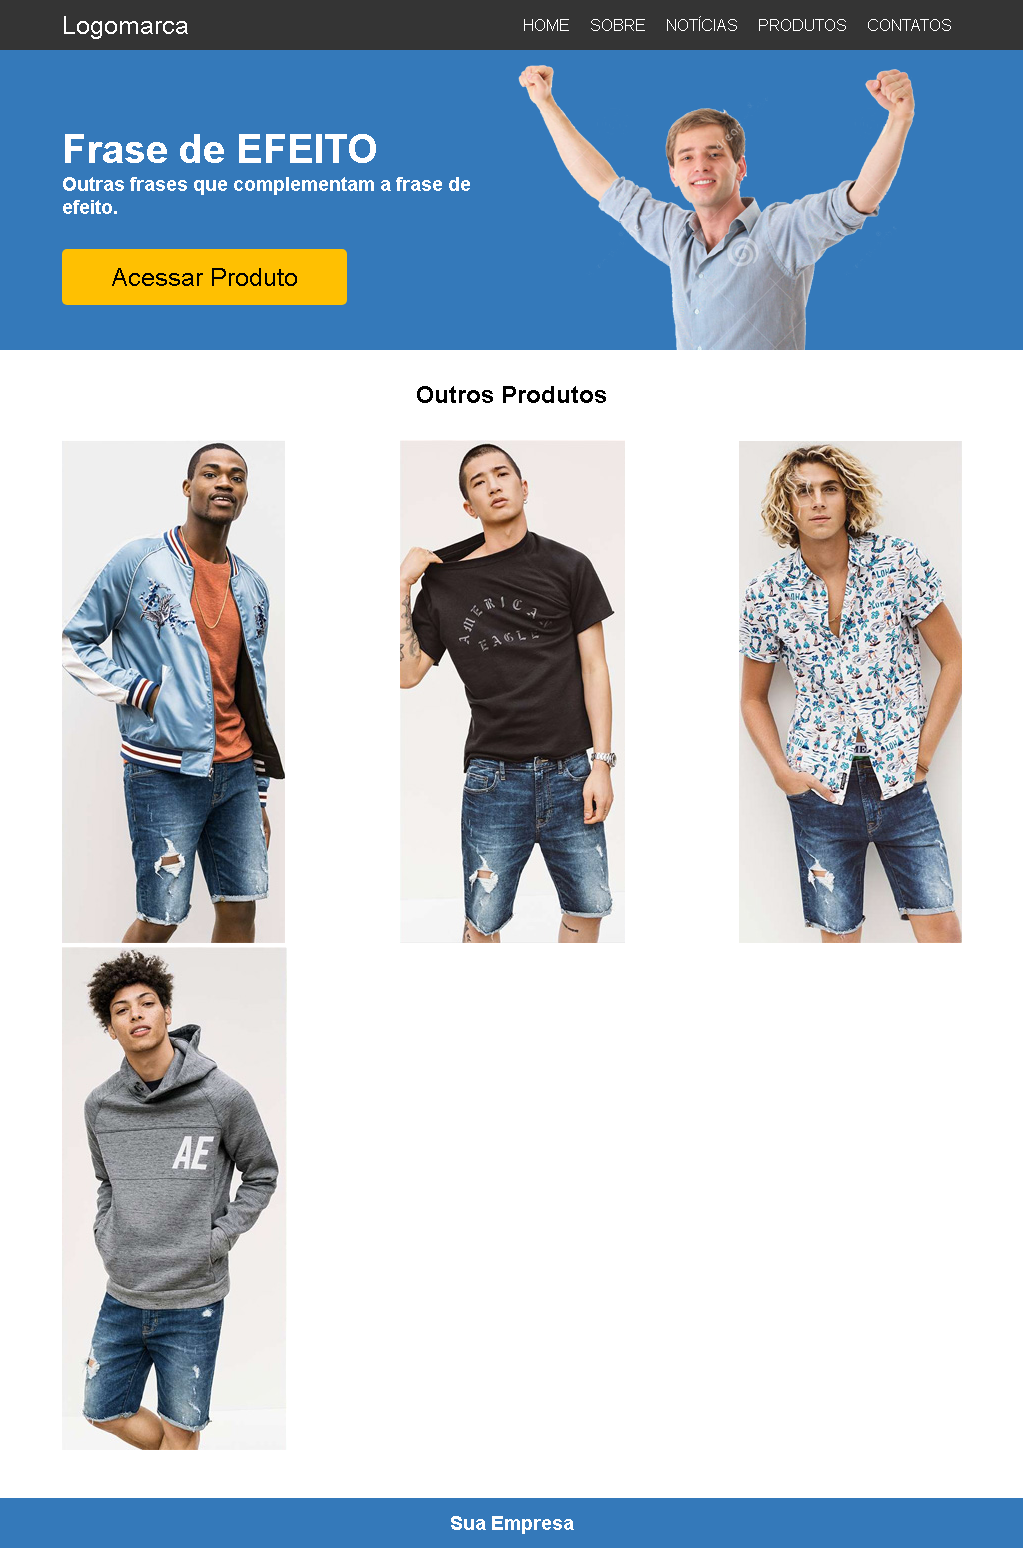 Logomarca
HOME SOBRE NOTÍCIAS PRODUTOS CONTATOS
Frase de EFEITO
Outras frases que complementam a frase de
efeito.
Acessar Produto
Outros Produtos
AMERICAN
EAGLE
AE
Sua Empresa